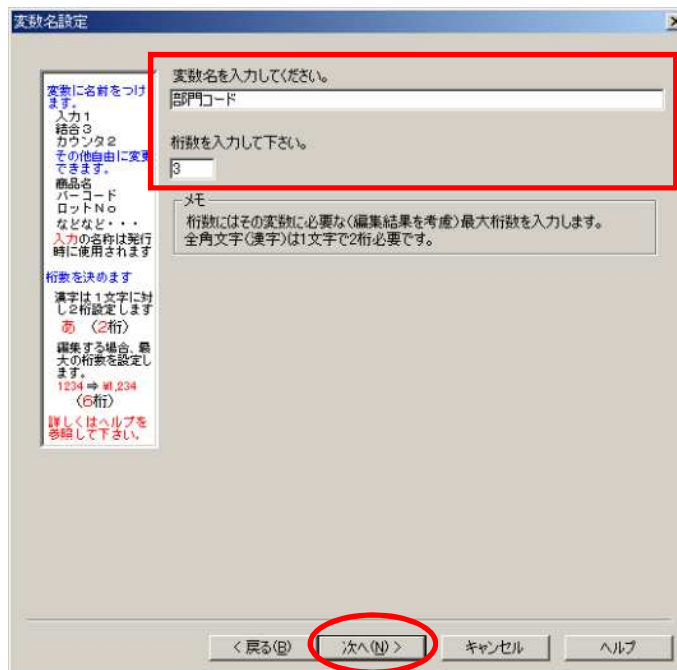 変数名設定
変数に名前をつけ
ます。
入力1
結合3
カウンタ2
その他自由に変更
できます。
商品名
バーコード
ロットNo
などなど・・・
入力の名称は発行
時に使用されます
桁数を決めます
漢字は1文字に対
し2桁設定します
あ (2桁)
編集する場合、最
大の桁数を設定し
ます。
1234 ⇒ ¥1,234
(6桁)
詳しくはヘルプを
参照して下さい。
変数名を入力してください。
部門コード
桁数を入力して下さい。
3
メモ
桁数にはその変数に必要な(編集結果を考慮)最大桁数を入力します。
全角文字(漢字)は1文字で2桁必要です。
< 戻る(B)
次へ(N) >
キャンセル
ヘルプ